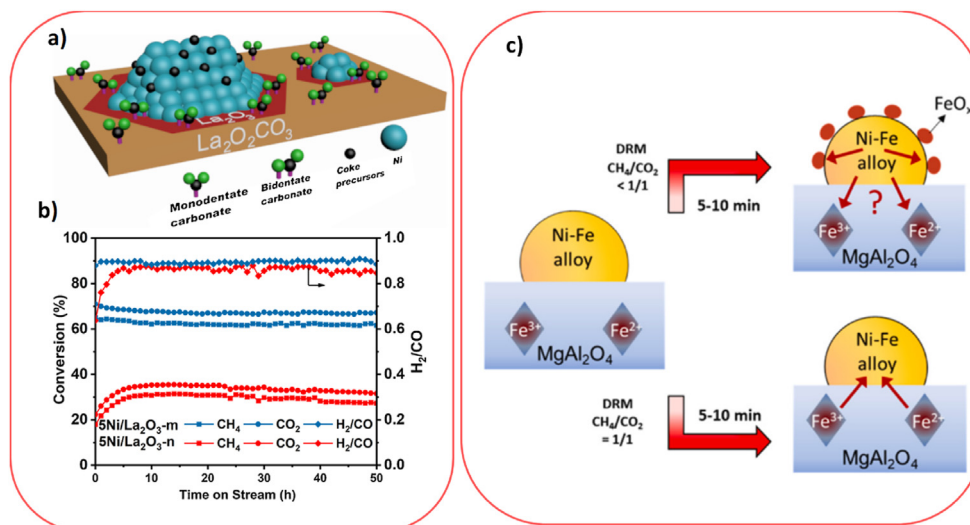 a)
La₂O₃
La₂O₂CO₃
Monodentate
carbonate
Bidentate
carbonate
Coke
precursors
Ni
b)
100
80
60
40
20
0
Conversion (%)
1.0
0.8
0.6
0.4
0.2
0.0
H₂/CO
5Ni/La₂O₃-m CH₄ CO₂ H₂/CO
5Ni/La₂O₃-n CH₄ CO₂ H₂/CO
0 10 20 30 40 50
Time on Stream (h)
c)
Ni-Fe
alloy
Fe³⁺ Fe²⁺
MgAl₂O₄
DRM
CH₄/CO₂
< 1/1
5-10 min
FeOₓ
Ni-Fe
alloy
?
Fe³⁺ Fe²⁺
MgAl₂O₄
DRM
CH₄/CO₂
= 1/1
5-10 min
Ni-Fe
alloy
Fe³⁺ Fe²⁺
MgAl₂O₄